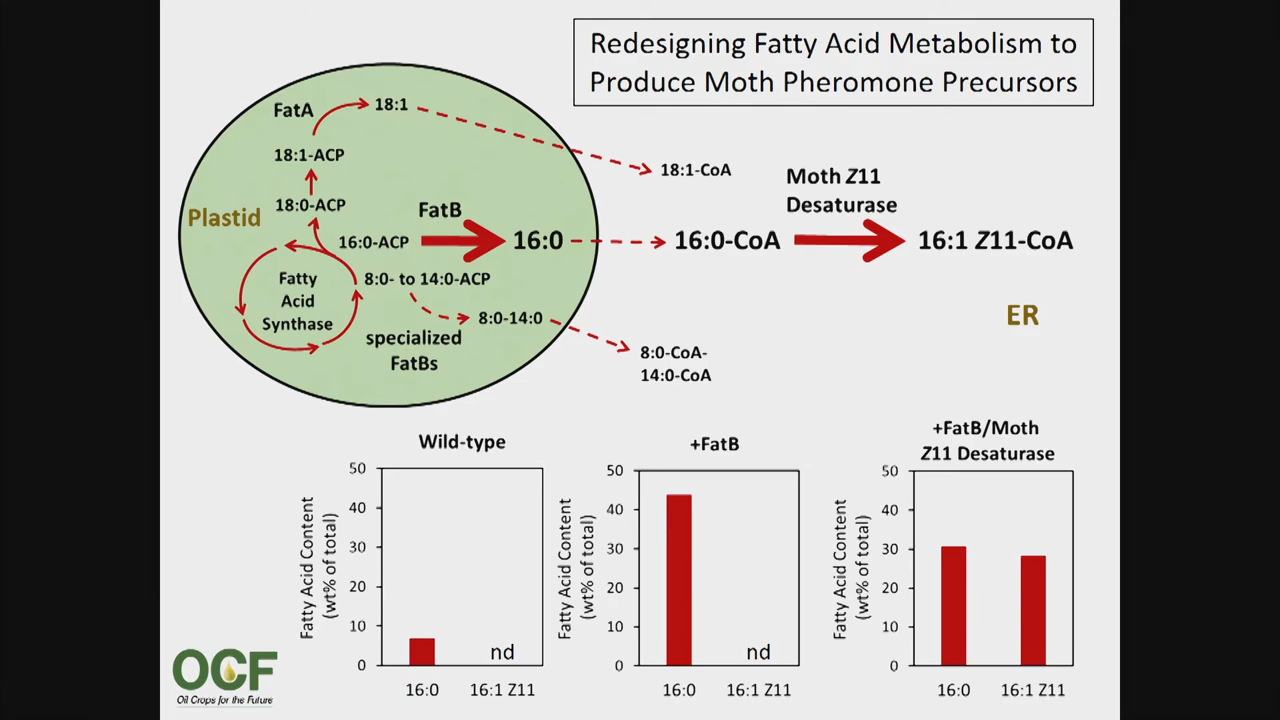 Redesigning Fatty Acid Metabolism to
Produce Moth Pheromone Precursors
FatA
18:1
18:1-ACP
18:1-CoA
Moth Z11
Desaturase
Plastid
18:0-ACP
FatB
16:0-ACP
16:0
16:0-CoA
16:1 Z11-CoA
Fatty
Acid
Synthase
8:0- to 14:0-ACP
8:0-14:0
specialized
FatBs
ER
8:0-CoA-
14:0-CoA
Wild-type
Fatty Acid Content
(wt% of total)
50
40
30
20
10
0
nd
16:0
16:1 Z11
+FatB
Fatty Acid Content
(wt% of total)
50
40
30
20
10
0
nd
16:0
16:1 Z11
+FatB/Moth
Z11 Desaturase
Fatty Acid Content
(wt% of total)
50
40
30
20
10
0
16:0
16:1 Z11
OCF
Oil Crops for the Future